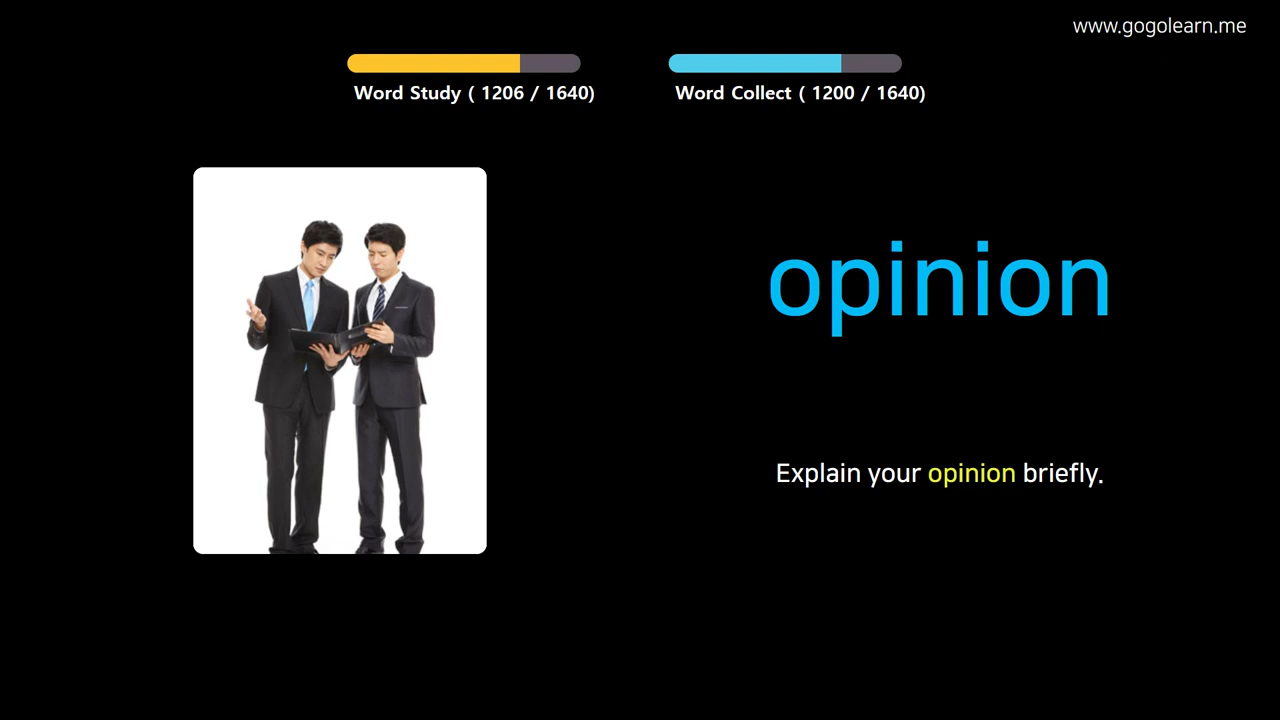 www.gogolearn.me
Word Study ( 1206 / 1640)
Word Collect ( 1200 / 1640)
opinion
Explain your opinion briefly.